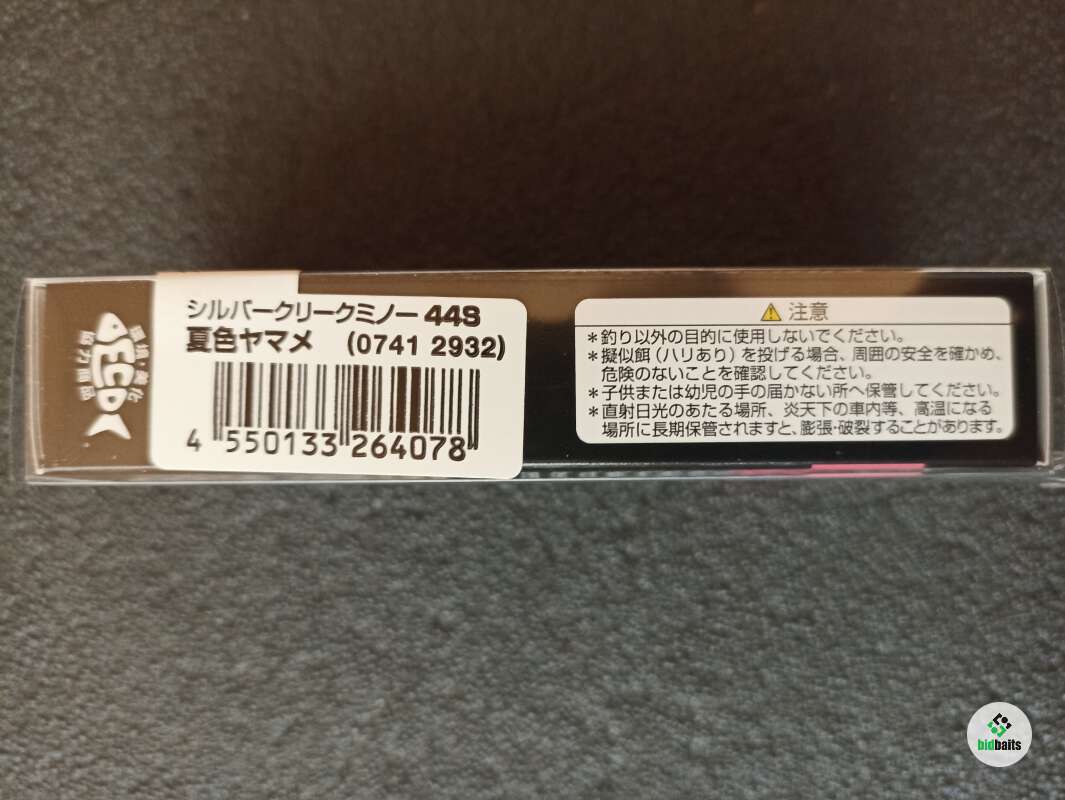 環境・美化
協力商品
ECO
シルバークリークミノー 44S
夏色ヤマメ (0741 2932)
4 550133 264078
注意
*釣り以外の目的に使用しないでください。
*擬似餌(ハリあり)を投げる場合、周囲の安全を確かめ、
危険のないことを確認してください。
*子供または幼児の手の届かない所へ保管してください。
*直射日光のあたる場所、炎天下の車内等、高温になる
場所に長期保管されますと、膨張・破裂することがあります。
bidbaits